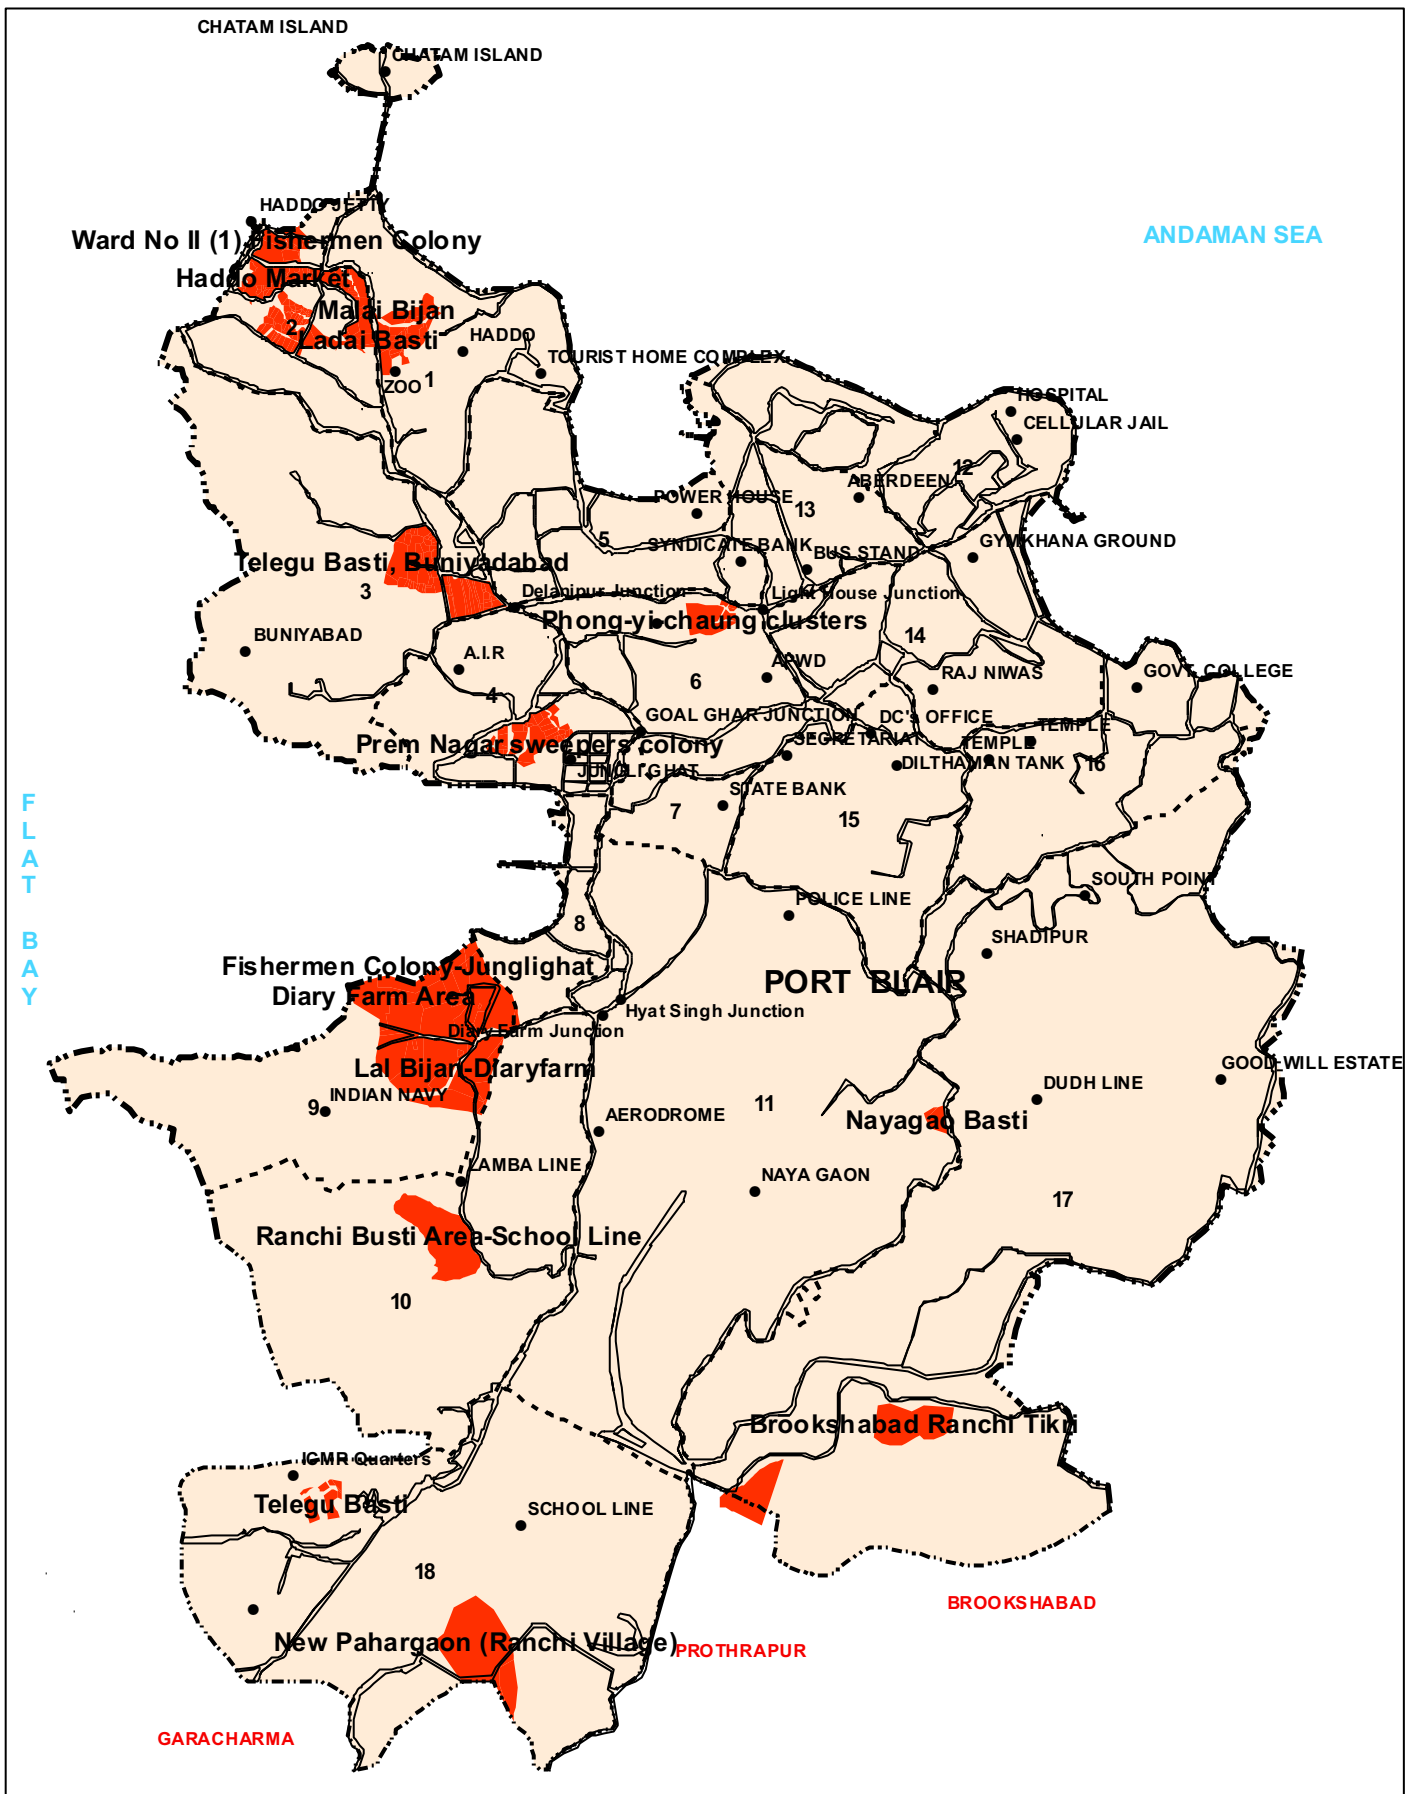 CHATAM ISLAND
CHATAM ISLAND
HADDO JETTY
Ward No II (1) Fishermen Colony
ANDAMAN SEA
Haddo Market
Malai Bijan
2
Ladai Basti
HADDO
TOURIST HOME COMPLEX
ZOO
1
HOSPITAL
CELLULAR JAIL
12
ABERDEEN
POWER HOUSE
13
5
SYNDICATE BANK
BUS STAND
GYMKHANA GROUND
Telegu Basti, Buniyadabad
3
Delanipur Junction
Light House Junction
Phong-yi-chaung clusters
BUNIYABAD
14
A.I.R
APWD
RAJ NIWAS
GOVT. COLLEGE
4
6
GOAL GHAR JUNCTION
DC's OFFICE
TEMPLE
Prem Nagar sweepers colony
SECRETARIAT
TEMPLE
JUNGLI GHAT
DILTHAMAN TANK
16
STATE BANK
7
15
FLAT BAY
SOUTH POINT
POLICE LINE
8
SHADIPUR
Fishermen Colony-Junglighat
PORT BLAIR
Diary Farm Area
Hyat Singh Junction
Diary Farm Junction
Lal Bijan-Diaryfarm
GOOD-WILL ESTATE
DUDH LINE
INDIAN NAVY
9
11
AERODROME
Nayagao Basti
LAMBA LINE
NAYA GAON
17
Ranchi Busti Area-School Line
10
Brookshabad Ranchi Tikri
ICMR Quarters
Telegu Basti
SCHOOL LINE
18
BROOKSHABAD
New Pahargaon (Ranchi Village)
PROTHRAPUR
GARACHARMA